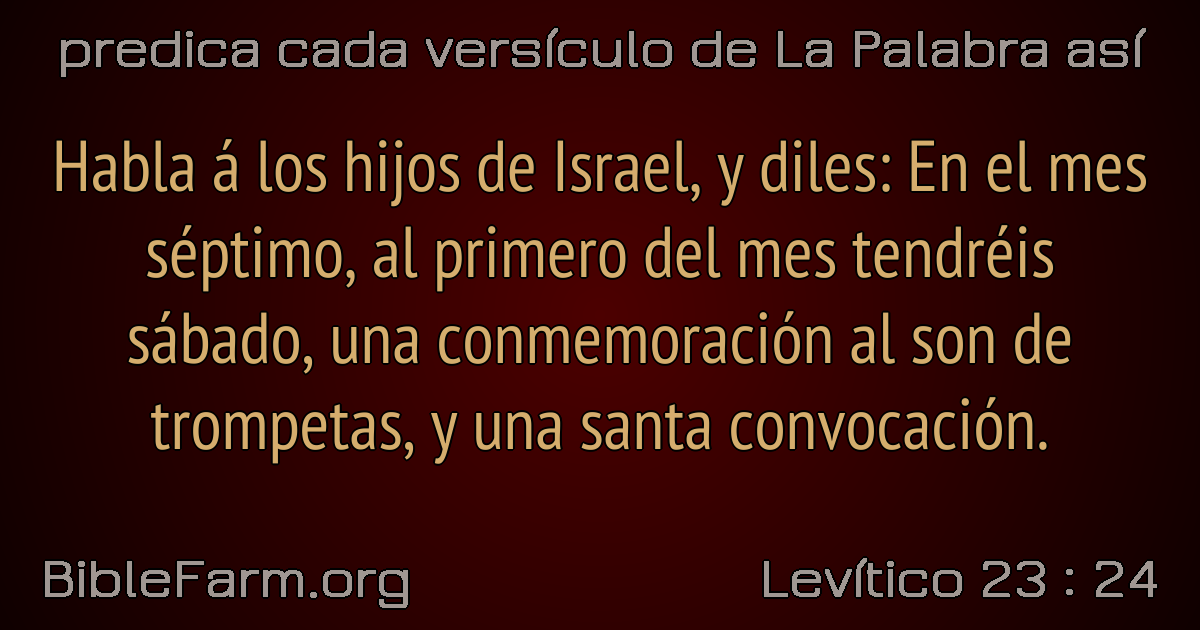 predica cada versículo de La Palabra así
Habla á los hijos de Israel, y diles: En el mes
séptimo, al primero del mes tendréis
sábado, una conmemoración al son de
trompetas, y una santa convocación.
BibleFarm.org
Levítico 23 : 24